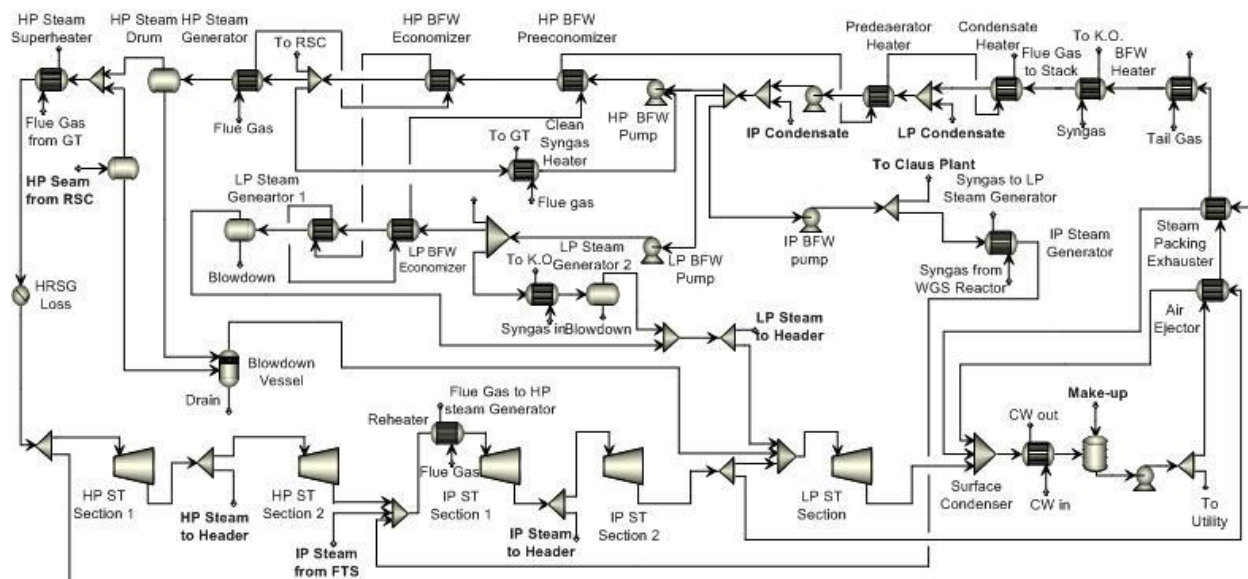 HP Steam
Superheater
HP Steam
Drum
HP Steam
Generator
To RSC
HP BFW
Economizer
HP BFW
Preeconomizer
Predeaerator
Heater
Condensate
Heater
Flue Gas
to Stack
To K.O.
BFW
Heater
Flue Gas
from GT
Flue Gas
HP BFW
Pump
IP Condensate
LP Condensate
Syngas
Tail Gas
HP Seam
from RSC
To GT
Clean
Syngas
Heater
Flue gas
To Claus Plant
Syngas to LP
Steam Generator
LP Steam
Geneartor 1
Blowdown
LP BFW
Economizer
LP Steam
Generator 2
LP BFW
Pump
IP BFW
pump
IP Steam
Generator
Syngas from
WGS Reactor
Steam
Packing
Exhauster
HRSG
Loss
To K.O.
Syngas in
Blowdown
LP Steam
to Header
Air
Ejector
Blowdown
Vessel
Drain
Flue Gas to HP
steam Generator
Reheater
Flue Gas
CW out
Make-up
HP ST
Section 1
HP Steam
to Header
HP ST
Section 2
IP Steam
from FTS
IP ST
Section 1
IP Steam
to Header
IP ST
Section 2
LP ST
Section
Surface
Condenser
CW in
To
Utility